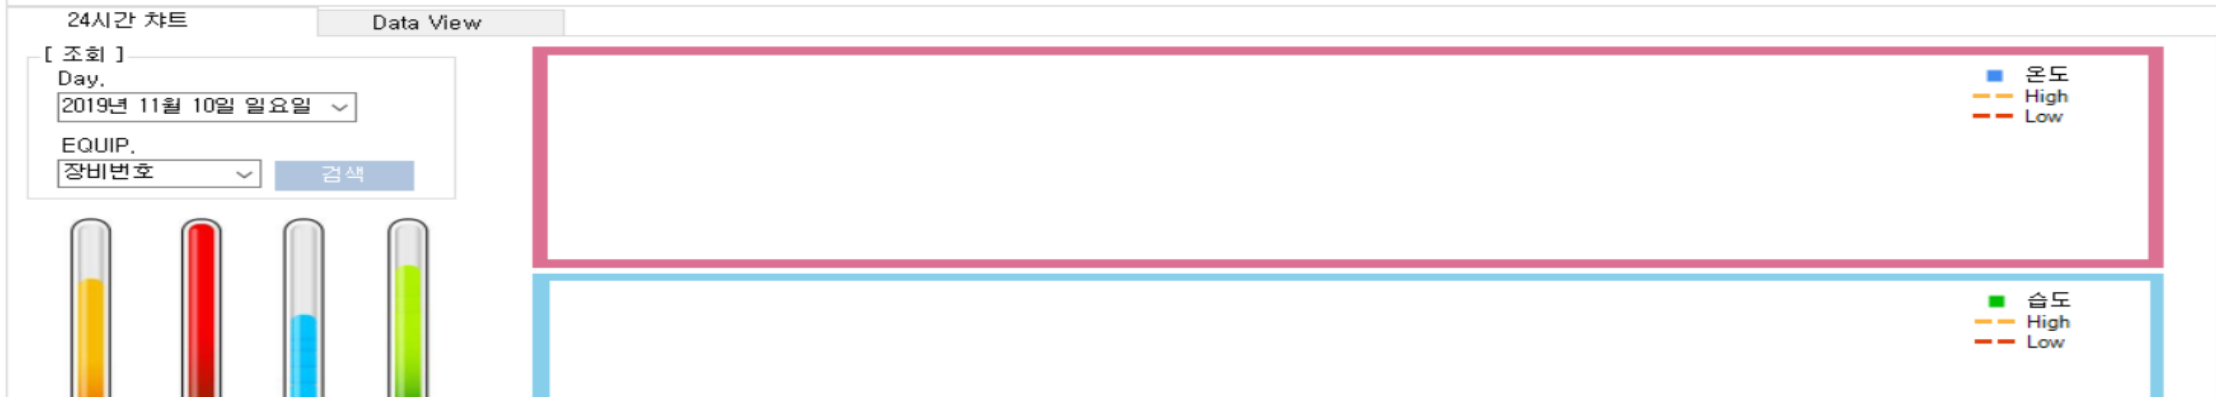 24시간 챠트
Data View
[ 조회 ]
Day,
2019년 11월 10일 일요일
EQUIP,
장비번호
검색
온도
High
Low
습도
High
Low